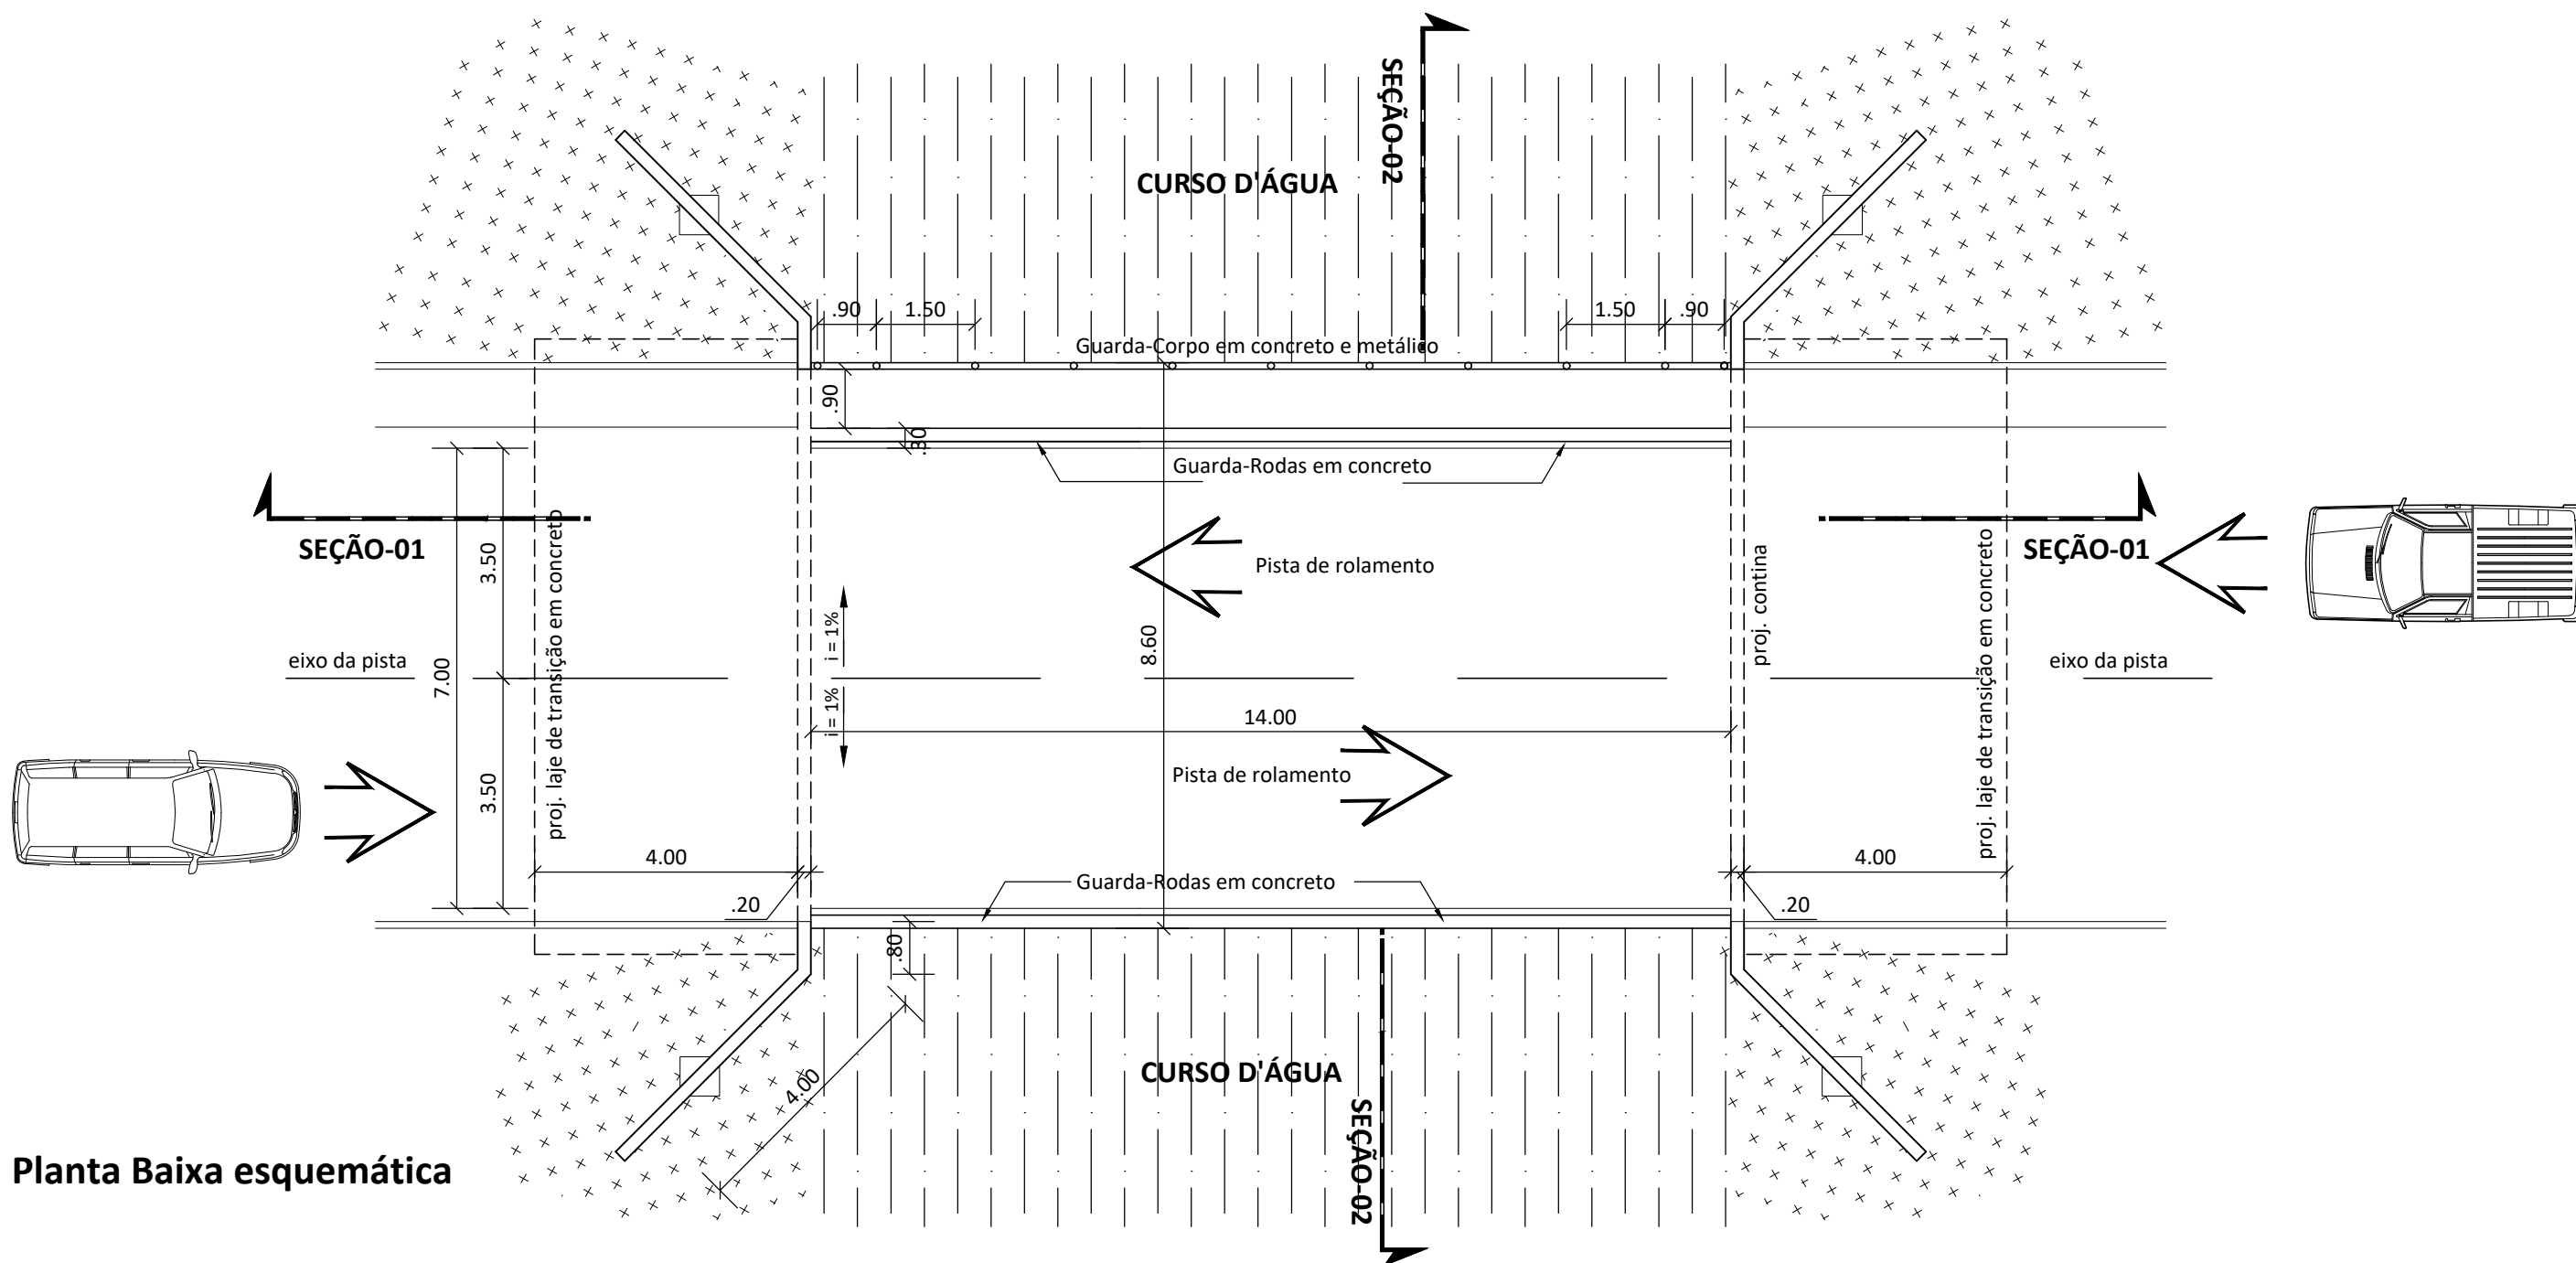 SEÇÃO-02
CURSO D'ÁGUA
.90
1.50
1.50
.90
Guarda-Corpo em concreto e metálico
.90
.30
Guarda-Rodas em concreto
SEÇÃO-01
SEÇÃO-01
3.50
proj. laje de transição em concreto
Pista de rolamento
proj. contina
proj. laje de transição em concreto
i = 1%
8.60
eixo da pista
7.00
eixo da pista
i = 1%
14.00
3.50
Pista de rolamento
4.00
4.00
Guarda-Rodas em concreto
.20
.20
.80
CURSO D'ÁGUA
4.00
SEÇÃO-02
Planta Baixa esquemática